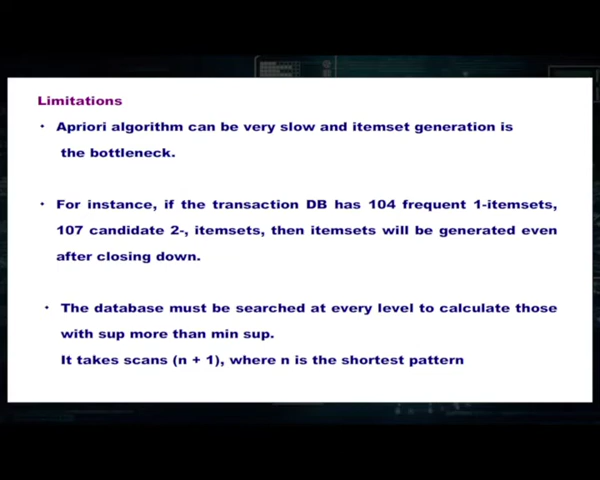 Limitations
• Apriori algorithm can be very slow and itemset generation is
the bottleneck.
• For instance, if the transaction DB has 104 frequent 1-itemsets,
107 candidate 2-, itemsets, then itemsets will be generated even
after closing down.
• The database must be searched at every level to calculate those
with sup more than min sup.
It takes scans (n + 1), where n is the shortest pattern